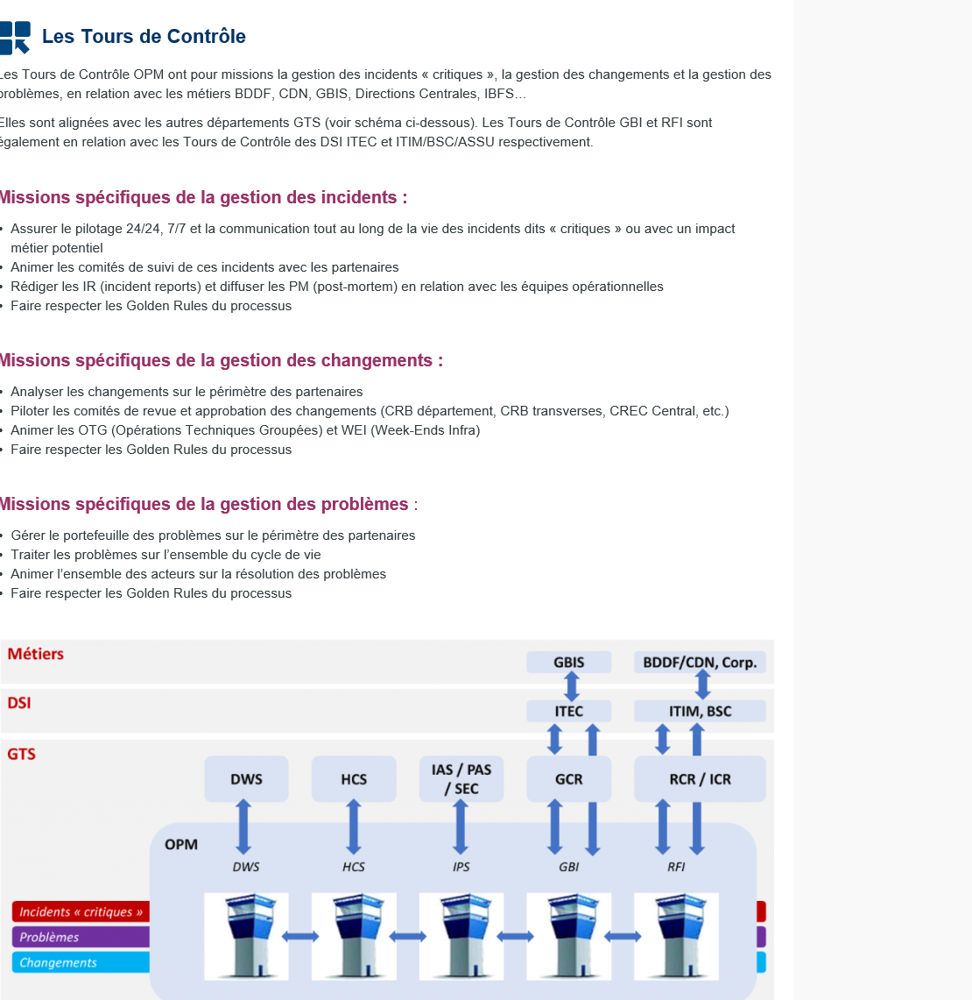 Les Tours de Contrôle
Les Tours de Contrôle OPM ont pour missions la gestion des incidents « critiques », la gestion des changements et la gestion des
problèmes, en relation avec les métiers BDDF, CDN, GBIS, Directions Centrales, IBFS…
Elles sont alignées avec les autres départements GTS (voir schéma ci-dessous). Les Tours de Contrôle GBI et RFI sont
également en relation avec les Tours de Contrôle des DSI ITEC et ITIM/BSC/ASSU respectivement.
Missions spécifiques de la gestion des incidents :
• Assurer le pilotage 24/24, 7/7 et la communication tout au long de la vie des incidents dits « critiques » ou avec un impact
métier potentiel
• Animer les comités de suivi de ces incidents avec les partenaires
• Rédiger les IR (incident reports) et diffuser les PM (post-mortem) en relation avec les équipes opérationnelles
• Faire respecter les Golden Rules du processus
Missions spécifiques de la gestion des changements :
• Analyser les changements sur le périmètre des partenaires
• Piloter les comités de revue et approbation des changements (CRB département, CRB transverses, CREC Central, etc.)
• Animer les OTG (Opérations Techniques Groupées) et WEI (Week-Ends Infra)
• Faire respecter les Golden Rules du processus
Missions spécifiques de la gestion des problèmes :
• Gérer le portefeuille des problèmes sur le périmètre des partenaires
• Traiter les problèmes sur l’ensemble du cycle de vie
• Animer l’ensemble des acteurs sur la résolution des problèmes
• Faire respecter les Golden Rules du processus
Métiers
GBIS
BDDF/CDN, Corp.
DSI
ITEC
ITIM, BSC
GTS
DWS
HCS
IAS / PAS
/ SEC
GCR
RCR / ICR
OPM
DWS
HCS
IPS
GBI
RFI
Incidents « critiques »
Problèmes
Changements